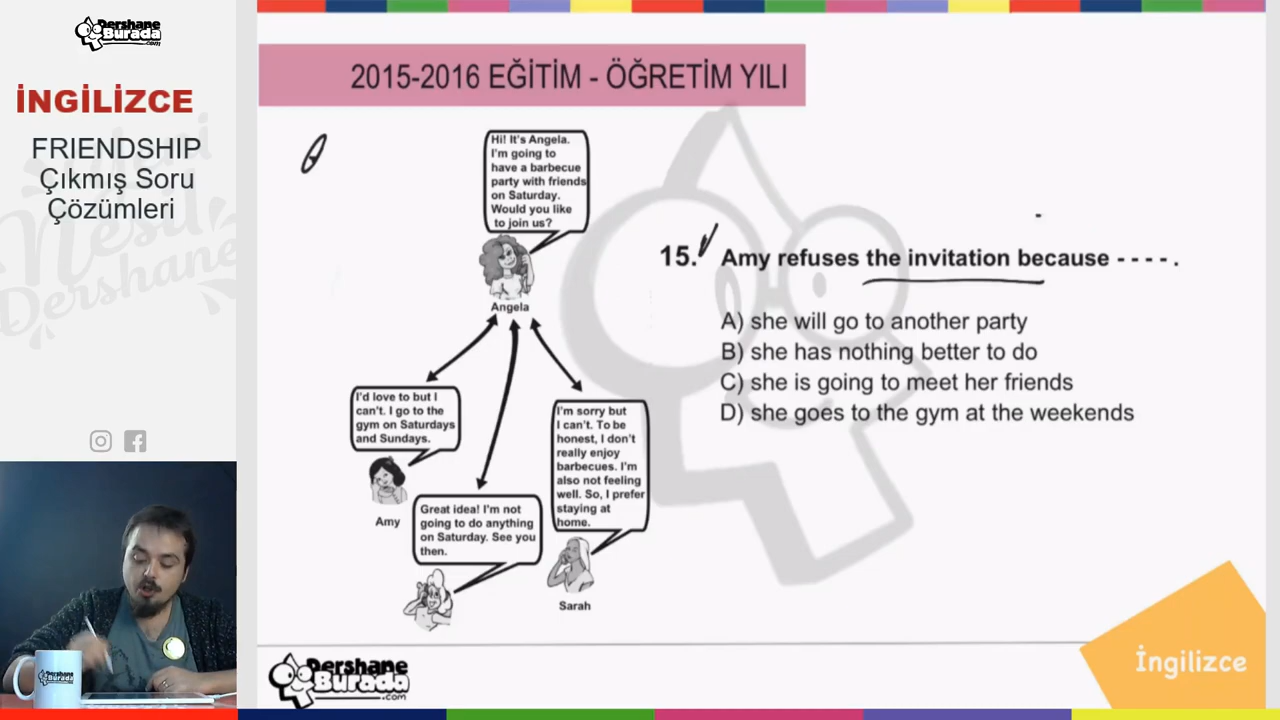 Dershane
Burada
.com
İNGİLİZCE
FRIENDSHIP
Çıkmış Soru
Çözümleri
2015-2016 EĞİTİM - ÖĞRETİM YILI
Hi! It's Angela.
I'm going to
have a barbecue
party with friends
on Saturday.
Would you like
to join us?
Angela
I'd love to but I
can't. I go to the
gym on Saturdays
and Sundays.
Amy
Great idea! I'm not
going to do anything
on Saturday. See you
then.
I'm sorry but
I can't. To be
honest, I don't
really enjoy
barbecues. I'm
also not feeling
well. So, I prefer
staying at
home.
Sarah
15. Amy refuses the invitation because - - - - .
A) she will go to another party
B) she has nothing better to do
C) she is going to meet her friends
D) she goes to the gym at the weekends
Dershane
Burada
.com
İngilizce
Dershane
Burada